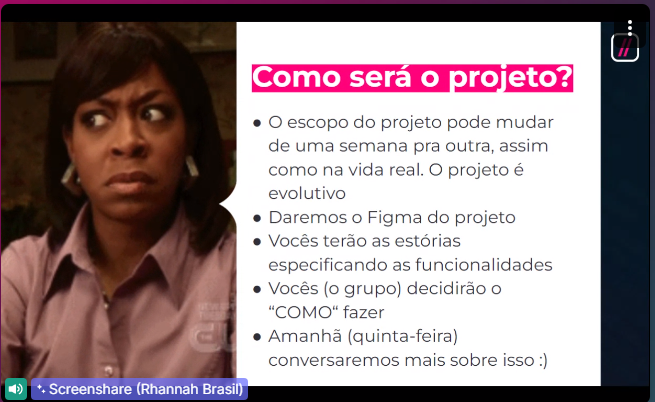 Como será o projeto?
● O escopo do projeto pode mudar
de uma semana pra outra, assim
como na vida real. O projeto é
evolutivo
● Daremos o Figma do projeto
● Vocês terão as estórias
especificando as funcionalidades
● Vocês (o grupo) decidirão o
“COMO“ fazer
● Amanhã (quinta-feira)
conversaremos mais sobre isso :)
Screenshare (Rhannah Brasil)